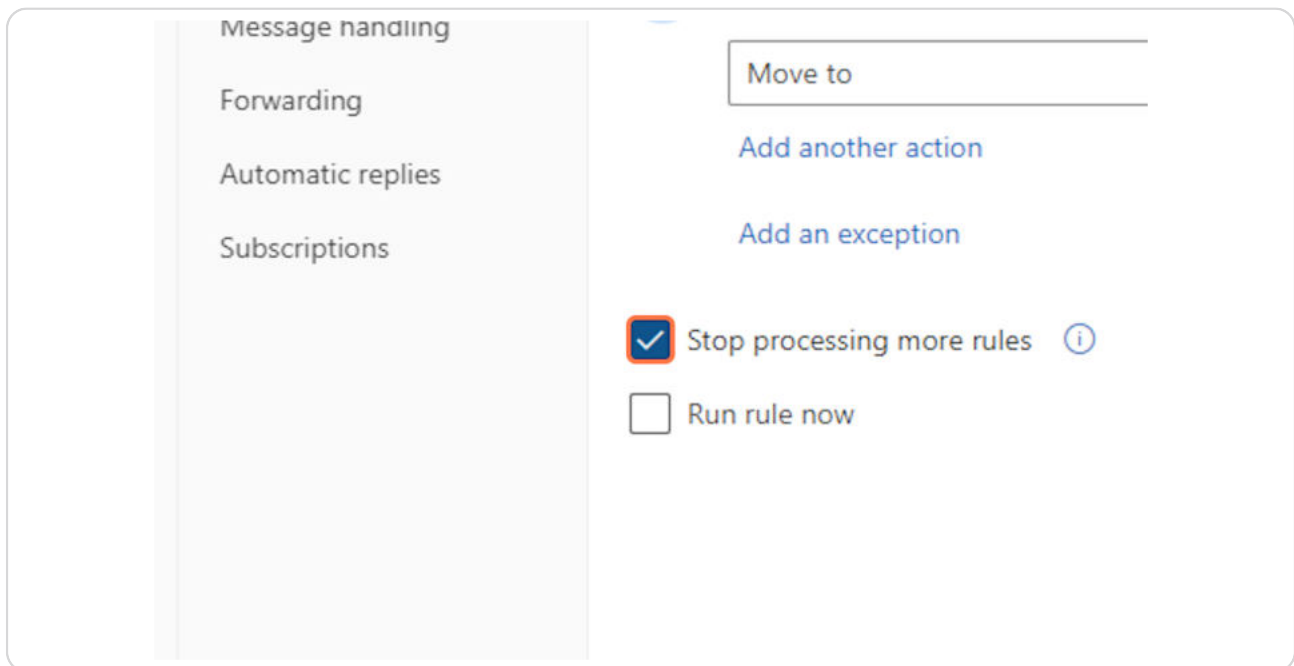 Message handling
Forwarding
Automatic replies
Subscriptions
Move to
Add another action
Add an exception
Stop processing more rules
Run rule now